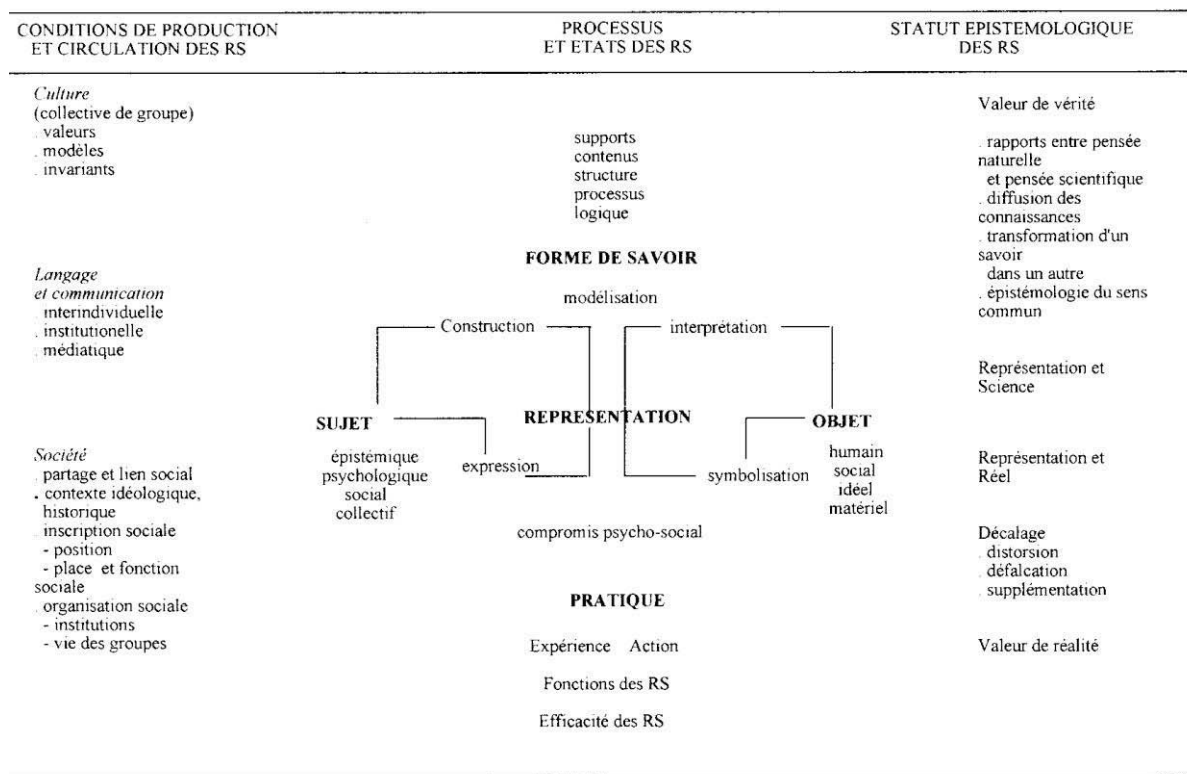 CONDITIONS DE PRODUCTION
ET CIRCULATION DES RS
PROCESSUS
ET ETATS DES RS
STATUT EPISTEMOLOGIQUE
DES RS
Culture
(collective de groupe)
. valeurs
. modèles
. invariants
Langage
et communication
. interindividuelle
. institutionelle
. médiatique
Société
. partage et lien social
. contexte idéologique,
historique
. inscription sociale
- position
- place et fonction
sociale
. organisation sociale
- institutions
- vie des groupes
supports
contenus
structure
processus
logique
FORME DE SAVOIR
modélisation
Construction
interprétation
SUJET
REPRESENTATION
OBJET
épistémique
psychologique
social
collectif
expression
symbolisation
humain
social
idéel
matériel
compromis psycho-social
PRATIQUE
Expérience Action
Fonctions des RS
Efficacité des RS
Valeur de vérité
. rapports entre pensée
naturelle
et pensée scientifique
. diffusion des
connaissances
. transformation d'un
savoir
dans un autre
. épistémologie du sens
commun
Représentation et
Science
Représentation et
Réel
Décalage
. distorsion
. défalcation
. supplémentation
Valeur de réalité